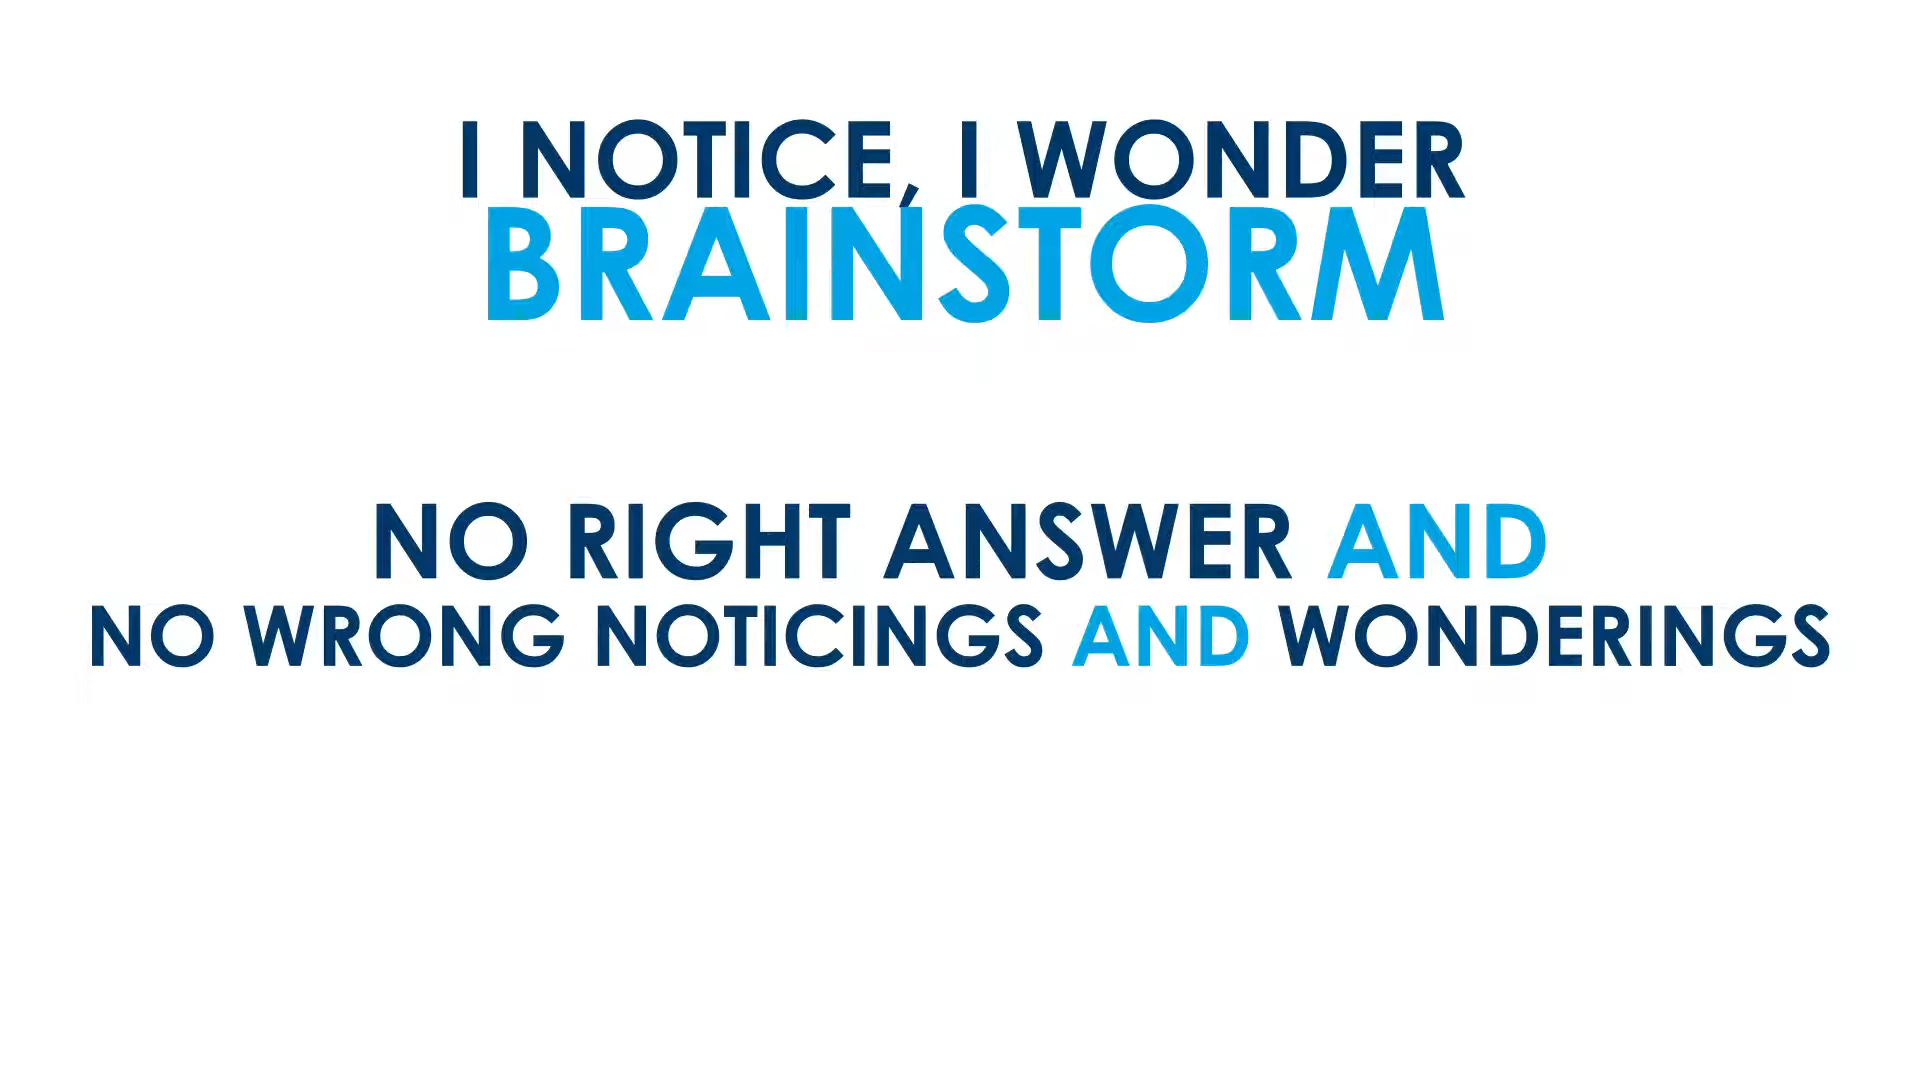 I NOTICE, I WONDER
BRAINSTORM
NO RIGHT ANSWER AND
NO WRONG NOTICINGS AND WONDERINGS